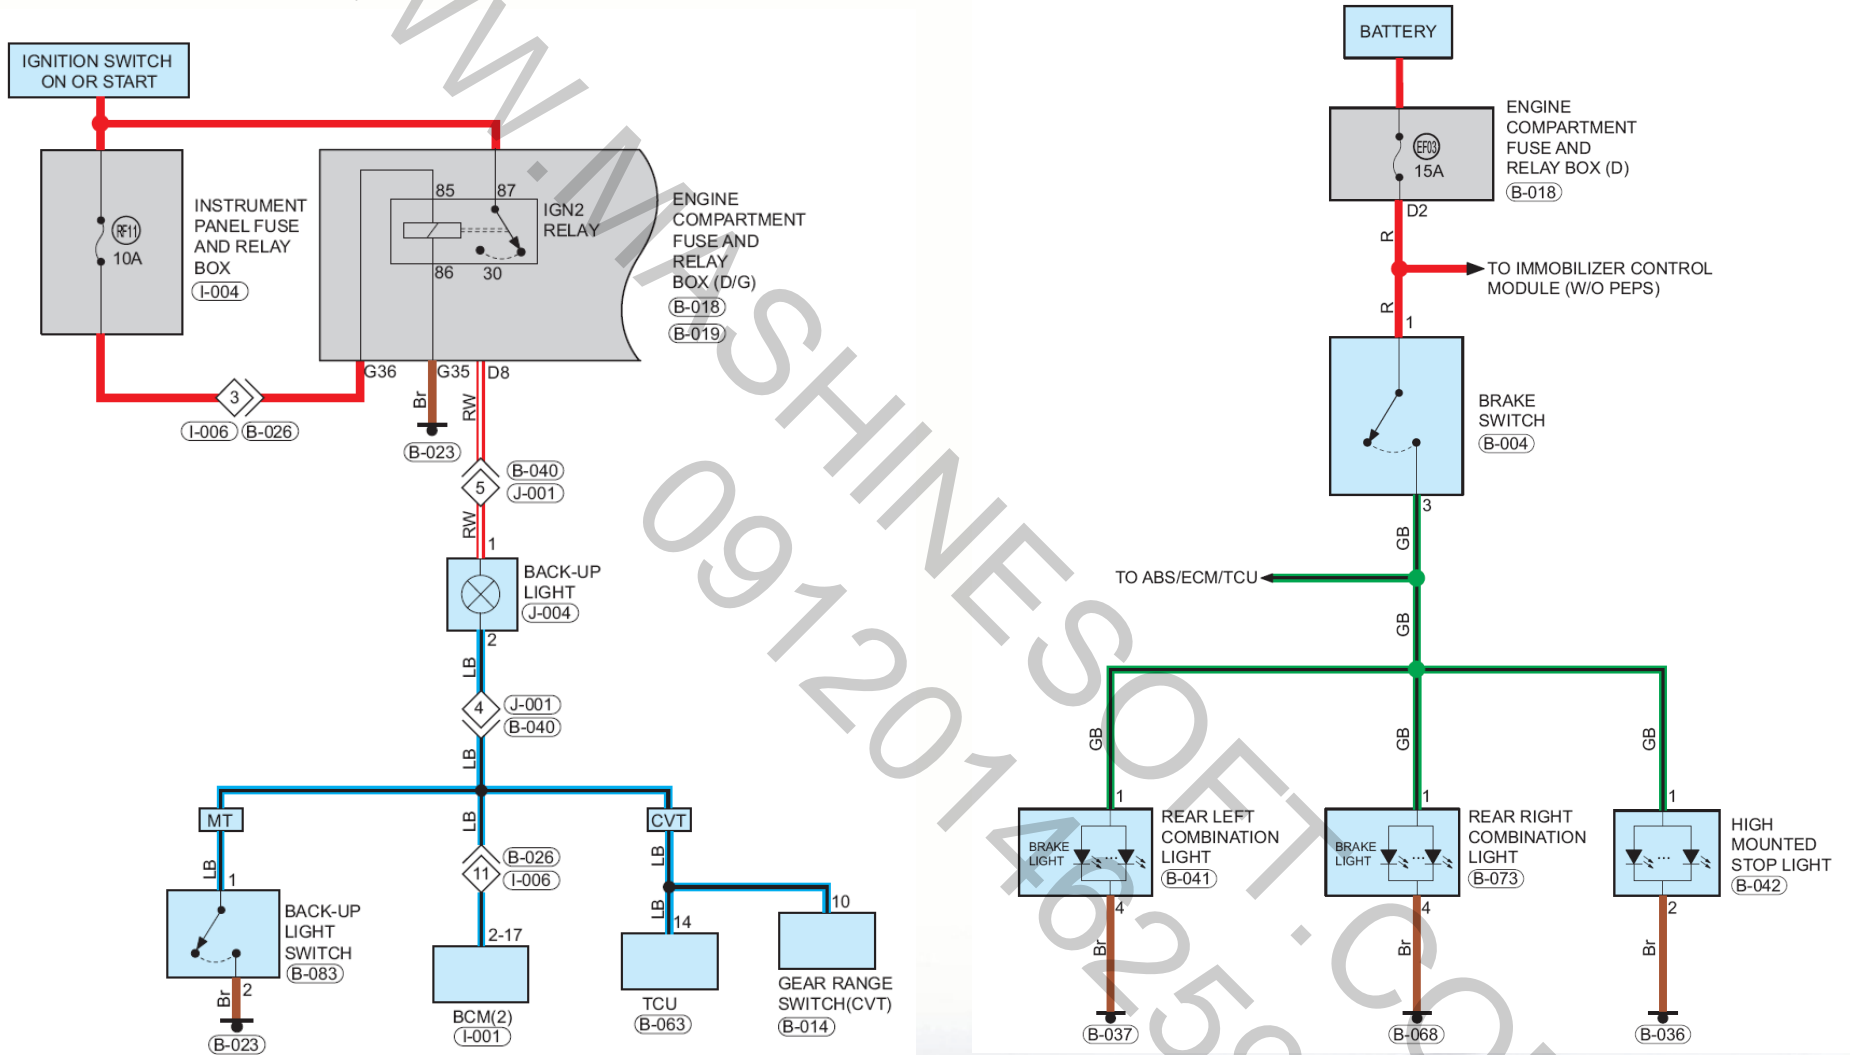 IGNITION SWITCH
ON OR START
RF11
10A
INSTRUMENT
PANEL FUSE
AND RELAY
BOX
I-004
85
87
IGN2
RELAY
86
30
ENGINE
COMPARTMENT
FUSE AND
RELAY
BOX (D/G)
B-018
B-019
G36
G35
D8
3
I-006
B-026
Br
B-023
RW
5
B-040
J-001
RW
1
BACK-UP
LIGHT
J-004
2
LB
4
J-001
B-040
LB
MT
LB
CVT
LB
1
11
B-026
I-006
LB
LB
14
10
BACK-UP
LIGHT
SWITCH
B-083
2
Br
B-023
2-17
BCM(2)
I-001
TCU
B-063
GEAR RANGE
SWITCH(CVT)
B-014
BATTERY
EF03
15A
ENGINE
COMPARTMENT
FUSE AND
RELAY BOX (D)
B-018
D2
R
TO IMMOBILIZER CONTROL
MODULE (W/O PEPS)
R
1
BRAKE
SWITCH
B-004
3
GB
TO ABS/ECM/TCU
GB
GB
GB
GB
1
1
1
BRAKE
LIGHT
REAR LEFT
COMBINATION
LIGHT
B-041
BRAKE
LIGHT
REAR RIGHT
COMBINATION
LIGHT
B-073
HIGH
MOUNTED
STOP LIGHT
B-042
4
4
2
Br
Br
Br
B-037
B-068
B-036
WW.MASHINESOFT.CO
0912014625